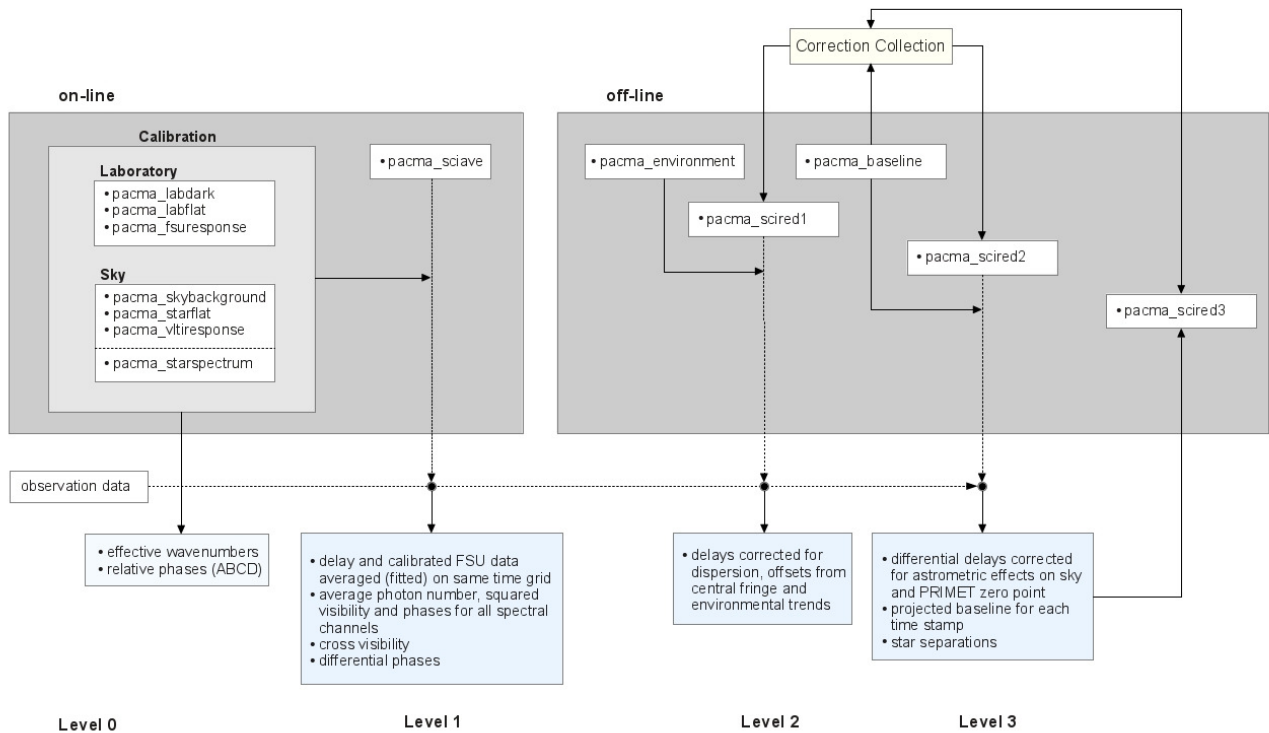 Correction Collection
on-line
off-line
Calibration
Laboratory
• pacma_labdark
• pacma_labflat
• pacma_fsuresponse
Sky
• pacma_skybackground
• pacma_starflat
• pacma_vltiresponse
• pacma_starspectrum
• pacma_sciave
• pacma_environment
• pacma_baseline
• pacma_scired1
• pacma_scired2
• pacma_scired3
observation data
• effective wavenumbers
• relative phases (ABCD)
• delay and calibrated FSU data
averaged (fitted) on same time grid
• average photon number, squared
visibility and phases for all spectral
channels
• cross visibility
• differential phases
• delays corrected for
dispersion, offsets from
central fringe and
environmental trends
• differential delays corrected
for astrometric effects on sky
and PRIMET zero point
• projected baseline for each
time stamp
• star separations
Level 0
Level 1
Level 2
Level 3